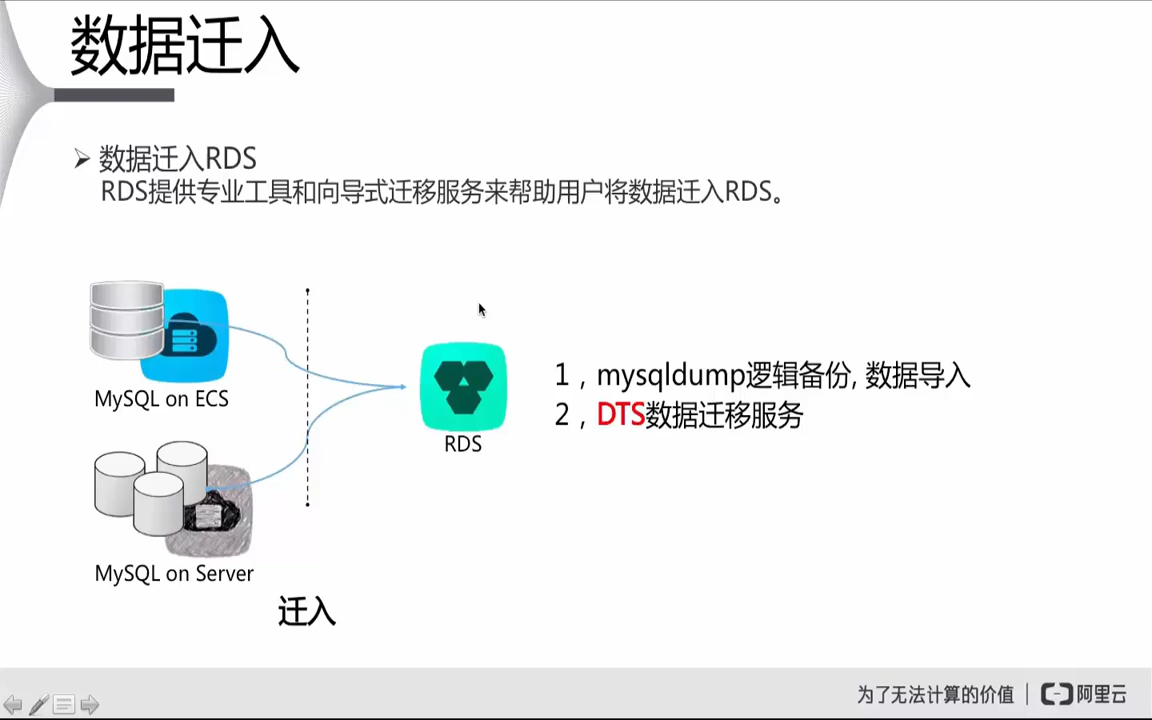 数据迁入
数据迁入RDS
RDS提供专业工具和向导式迁移服务来帮助用户将数据迁入RDS。
MySQL on ECS
RDS
1，mysqldump逻辑备份, 数据导入
2，DTS数据迁移服务
MySQL on Server
迁入
为了无法计算的价值 | 阿里云